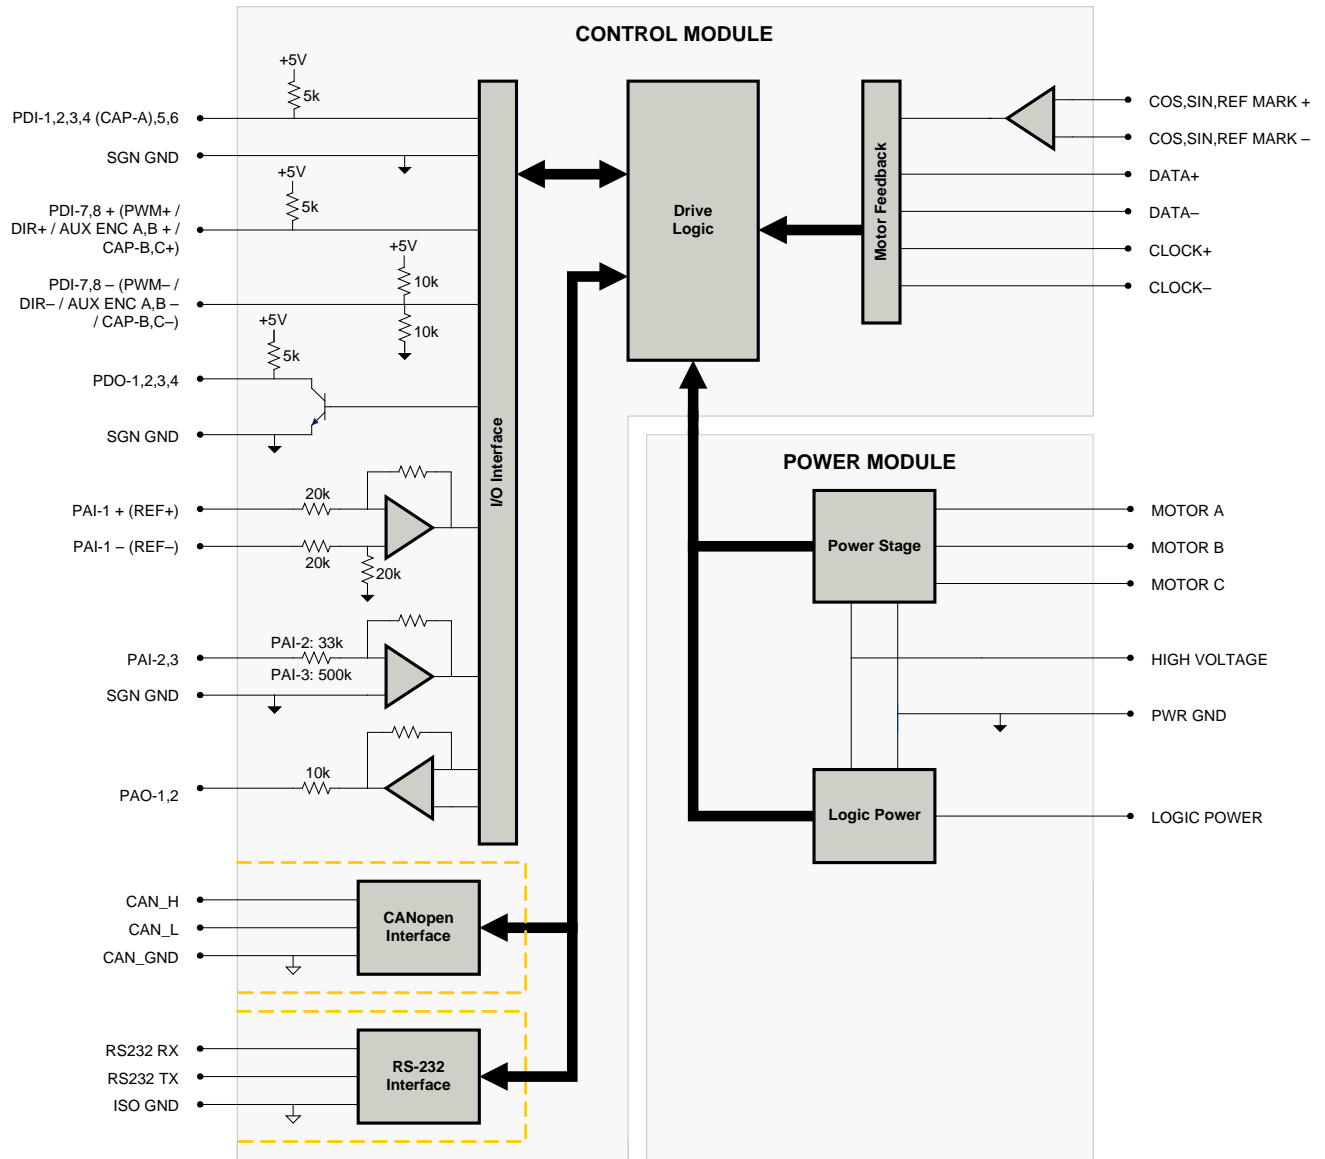 CONTROL MODULE
+5V
5k
PDI-1,2,3,4 (CAP-A),5,6
SGN GND
+5V
5k
PDI-7,8 + (PWM+ /
DIR+ / AUX ENC A,B + /
CAP-B,C+)
+5V
10k
PDI-7,8 – (PWM– /
DIR– / AUX ENC A,B –
/ CAP-B,C–)
10k
+5V
5k
PDO-1,2,3,4
SGN GND
20k
PAI-1 + (REF+)
PAI-1 – (REF–)
20k
20k
PAI-2: 33k
PAI-2,3
PAI-3: 500k
SGN GND
10k
PAO-1,2
I/O Interface
Drive
Logic
Motor Feedback
COS,SIN,REF MARK +
COS,SIN,REF MARK –
DATA+
DATA–
CLOCK+
CLOCK–
POWER MODULE
Power Stage
MOTOR A
MOTOR B
MOTOR C
HIGH VOLTAGE
PWR GND
Logic Power
LOGIC POWER
CAN_H
CAN_L
CAN_GND
CANopen
Interface
RS232 RX
RS232 TX
ISO GND
RS-232
Interface